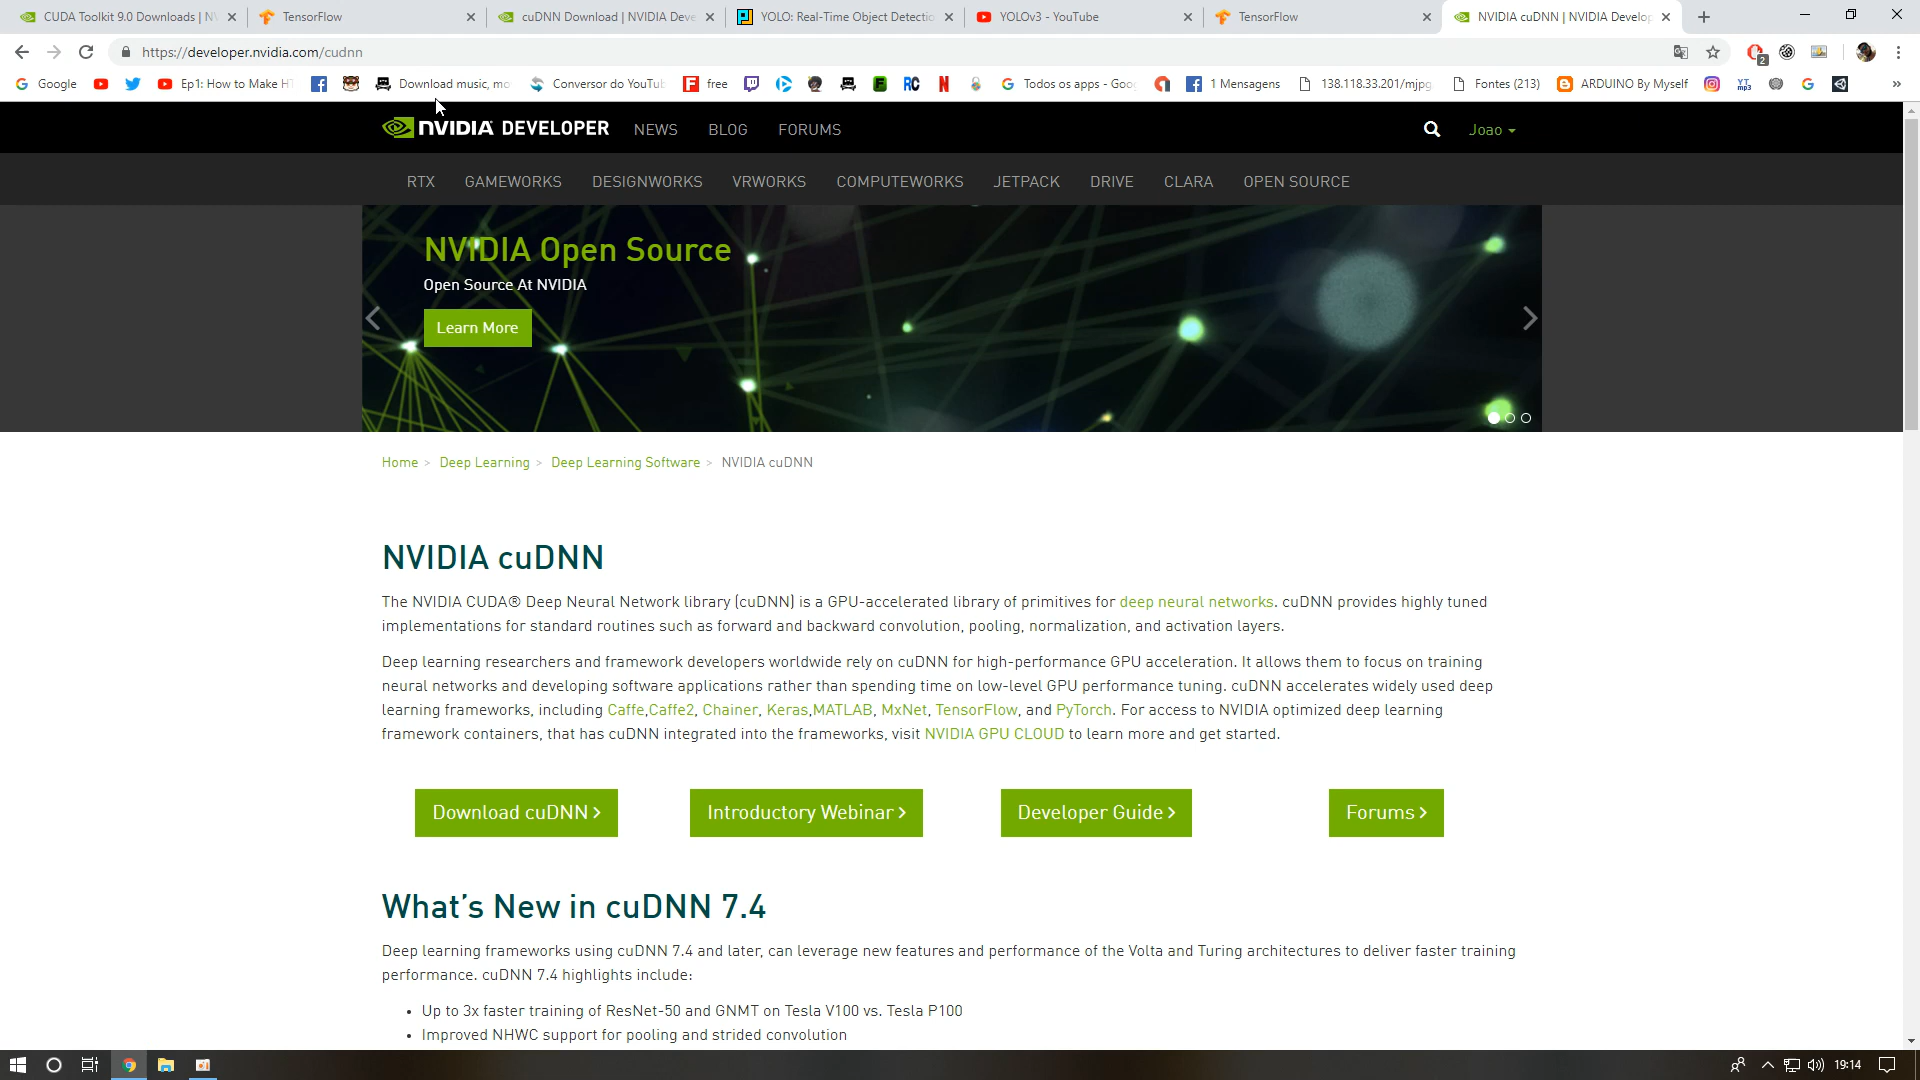 CUDA Toolkit 9.0 Downloads | NV
TensorFlow
cuDNN Download | NVIDIA Deve
YOLO: Real-Time Object Detectio
YOLOv3 - YouTube
TensorFlow
NVIDIA cuDNN | NVIDIA Develop
https://developer.nvidia.com/cudnn
2
Google
Ep1: How to Make HT
Download music, mo
Conversor do YouTu
free
RC
Todos os apps - Goog
1 Mensagens
138.118.33.201/mjpg
Fontes (213)
ARDUINO By Myself
YT
mp3
NVIDIA DEVELOPER
NEWS
BLOG
FORUMS
Joao
RTX
GAMEWORKS
DESIGNWORKS
VRWORKS
COMPUTEWORKS
JETPACK
DRIVE
CLARA
OPEN SOURCE
NVIDIA Open Source
Open Source At NVIDIA
Learn More
Home > Deep Learning > Deep Learning Software > NVIDIA cuDNN
NVIDIA cuDNN
The NVIDIA CUDA® Deep Neural Network library (cuDNN) is a GPU-accelerated library of primitives for deep neural networks. cuDNN provides highly tuned
implementations for standard routines such as forward and backward convolution, pooling, normalization, and activation layers.
Deep learning researchers and framework developers worldwide rely on cuDNN for high-performance GPU acceleration. It allows them to focus on training
neural networks and developing software applications rather than spending time on low-level GPU performance tuning. cuDNN accelerates widely used deep
learning frameworks, including Caffe,Caffe2, Chainer, Keras,MATLAB, MxNet, TensorFlow, and PyTorch. For access to NVIDIA optimized deep learning
framework containers, that has cuDNN integrated into the frameworks, visit NVIDIA GPU CLOUD to learn more and get started.
Download cuDNN >
Introductory Webinar >
Developer Guide >
Forums >
What's New in cuDNN 7.4
Deep learning frameworks using cuDNN 7.4 and later, can leverage new features and performance of the Volta and Turing architectures to deliver faster training
performance. cuDNN 7.4 highlights include:
• Up to 3x faster training of ResNet-50 and GNMT on Tesla V100 vs. Tesla P100
• Improved NHWC support for pooling and strided convolution
19:14